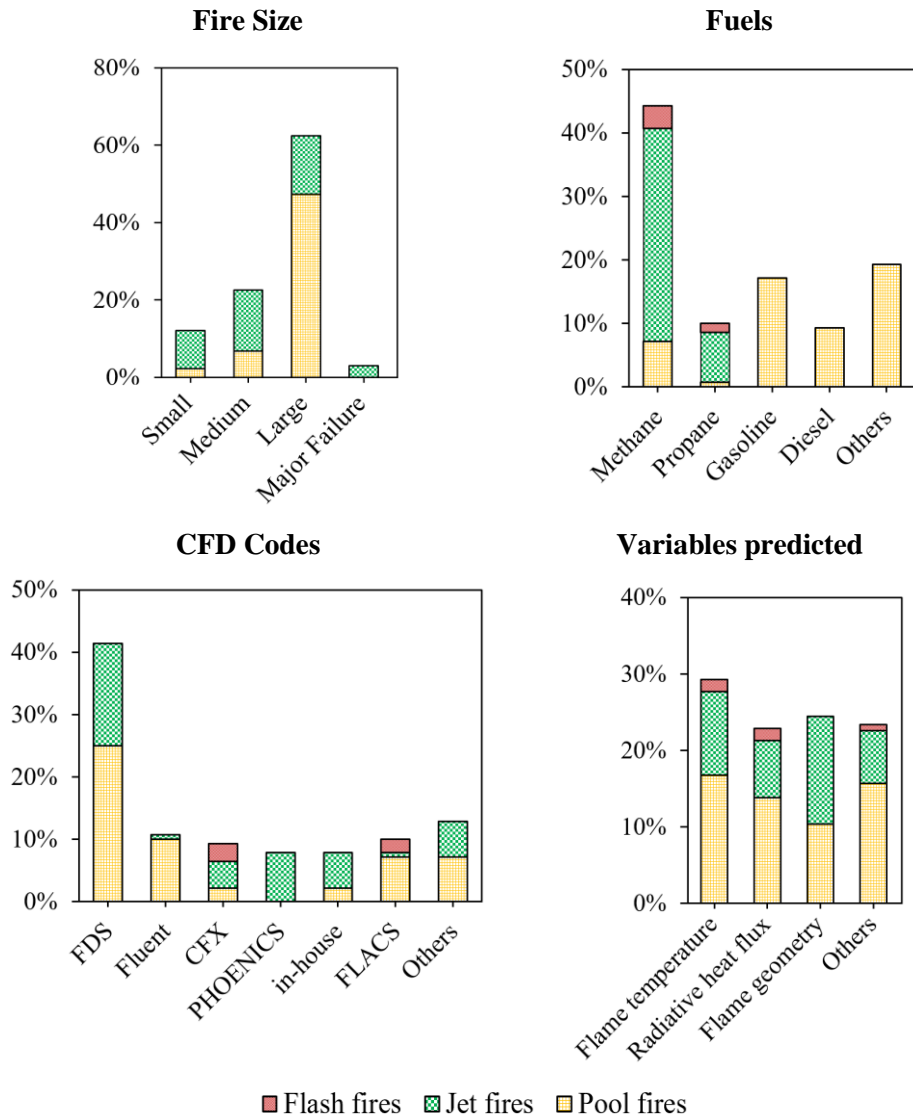 Fire Size
80%
60%
40%
20%
0%
Small
Medium
Large
Major Failure
Fuels
50%
40%
30%
20%
10%
0%
Methane
Propane
Gasoline
Diesel
Others
CFD Codes
50%
40%
30%
20%
10%
0%
FDS
Fluent
CFX
PHOENICS
in-house
FLACS
Others
Variables predicted
40%
30%
20%
10%
0%
Flame temperature
Radiative heat flux
Flame geometry
Others
Flash fires Jet fires Pool fires